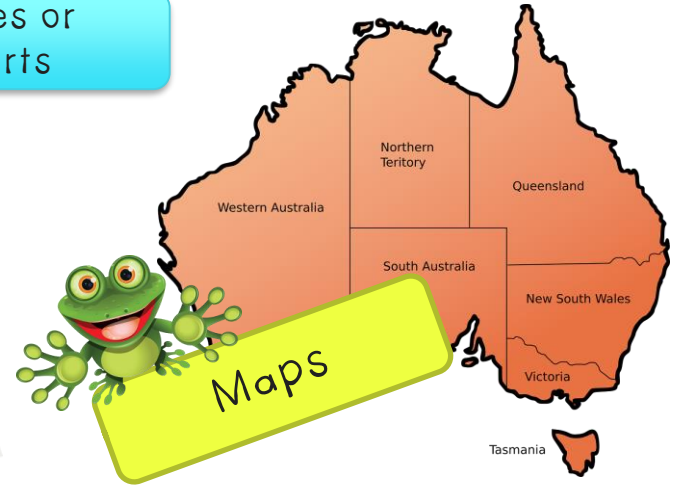 es or
rts
Northern
Teritory
Queensland
Western Australia
South Australia
New South Wales
Maps
Victoria
Tasmania